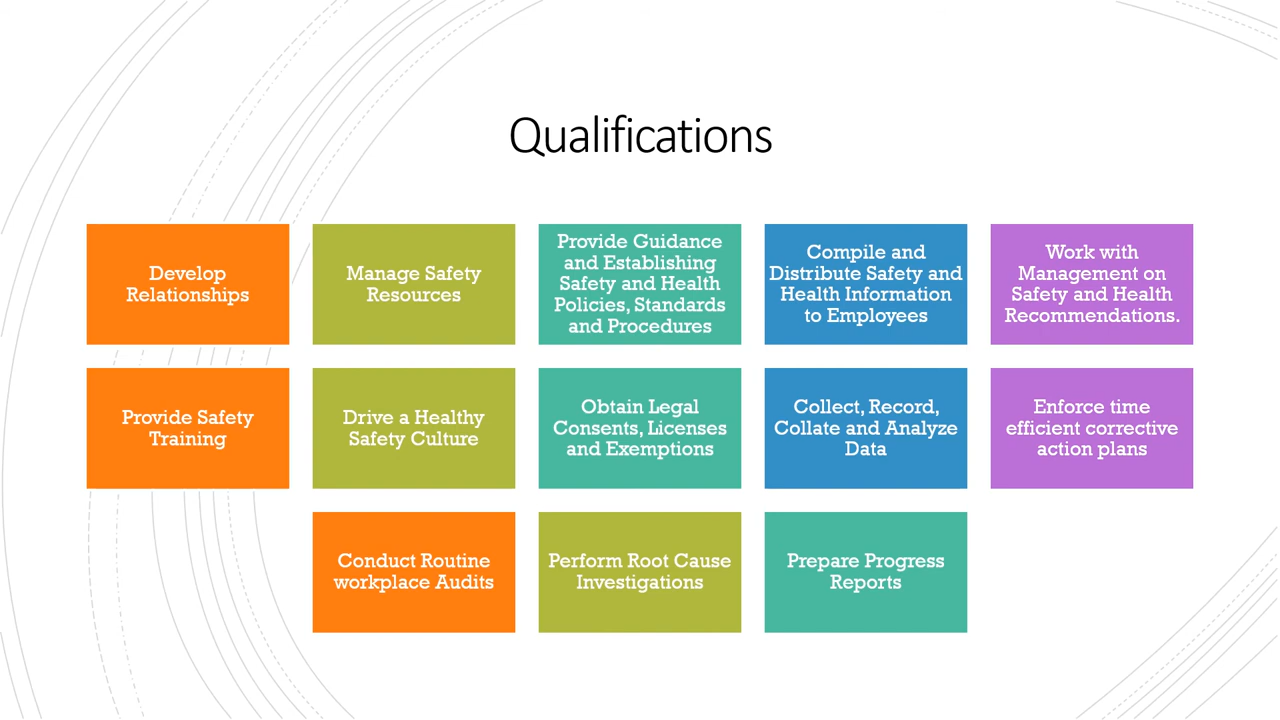 Qualifications
Develop
Relationships
Manage Safety
Resources
Provide Guidance
and Establishing
Safety and Health
Policies, Standards
and Procedures
Compile and
Distribute Safety and
Health Information
to Employees
Work with
Management on
Safety and Health
Recommendations.
Provide Safety
Training
Drive a Healthy
Safety Culture
Obtain Legal
Consents, Licenses
and Exemptions
Collect, Record,
Collate and Analyze
Data
Enforce time
efficient corrective
action plans
Conduct Routine
workplace Audits
Perform Root Cause
Investigations
Prepare Progress
Reports